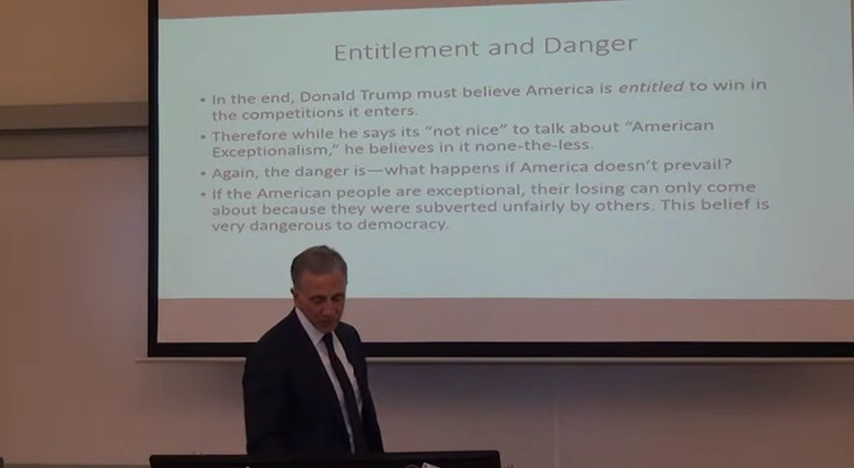 Entitlement and Danger
• In the end, Donald Trump must believe America is entitled to win in
the competitions it enters.
• Therefore while he says its "not nice" to talk about "American
Exceptionalism," he believes in it none-the-less.
• Again, the danger is—what happens if America doesn't prevail?
• If the American people are exceptional, their losing can only come
about because they were subverted unfairly by others. This belief is
very dangerous to democracy.